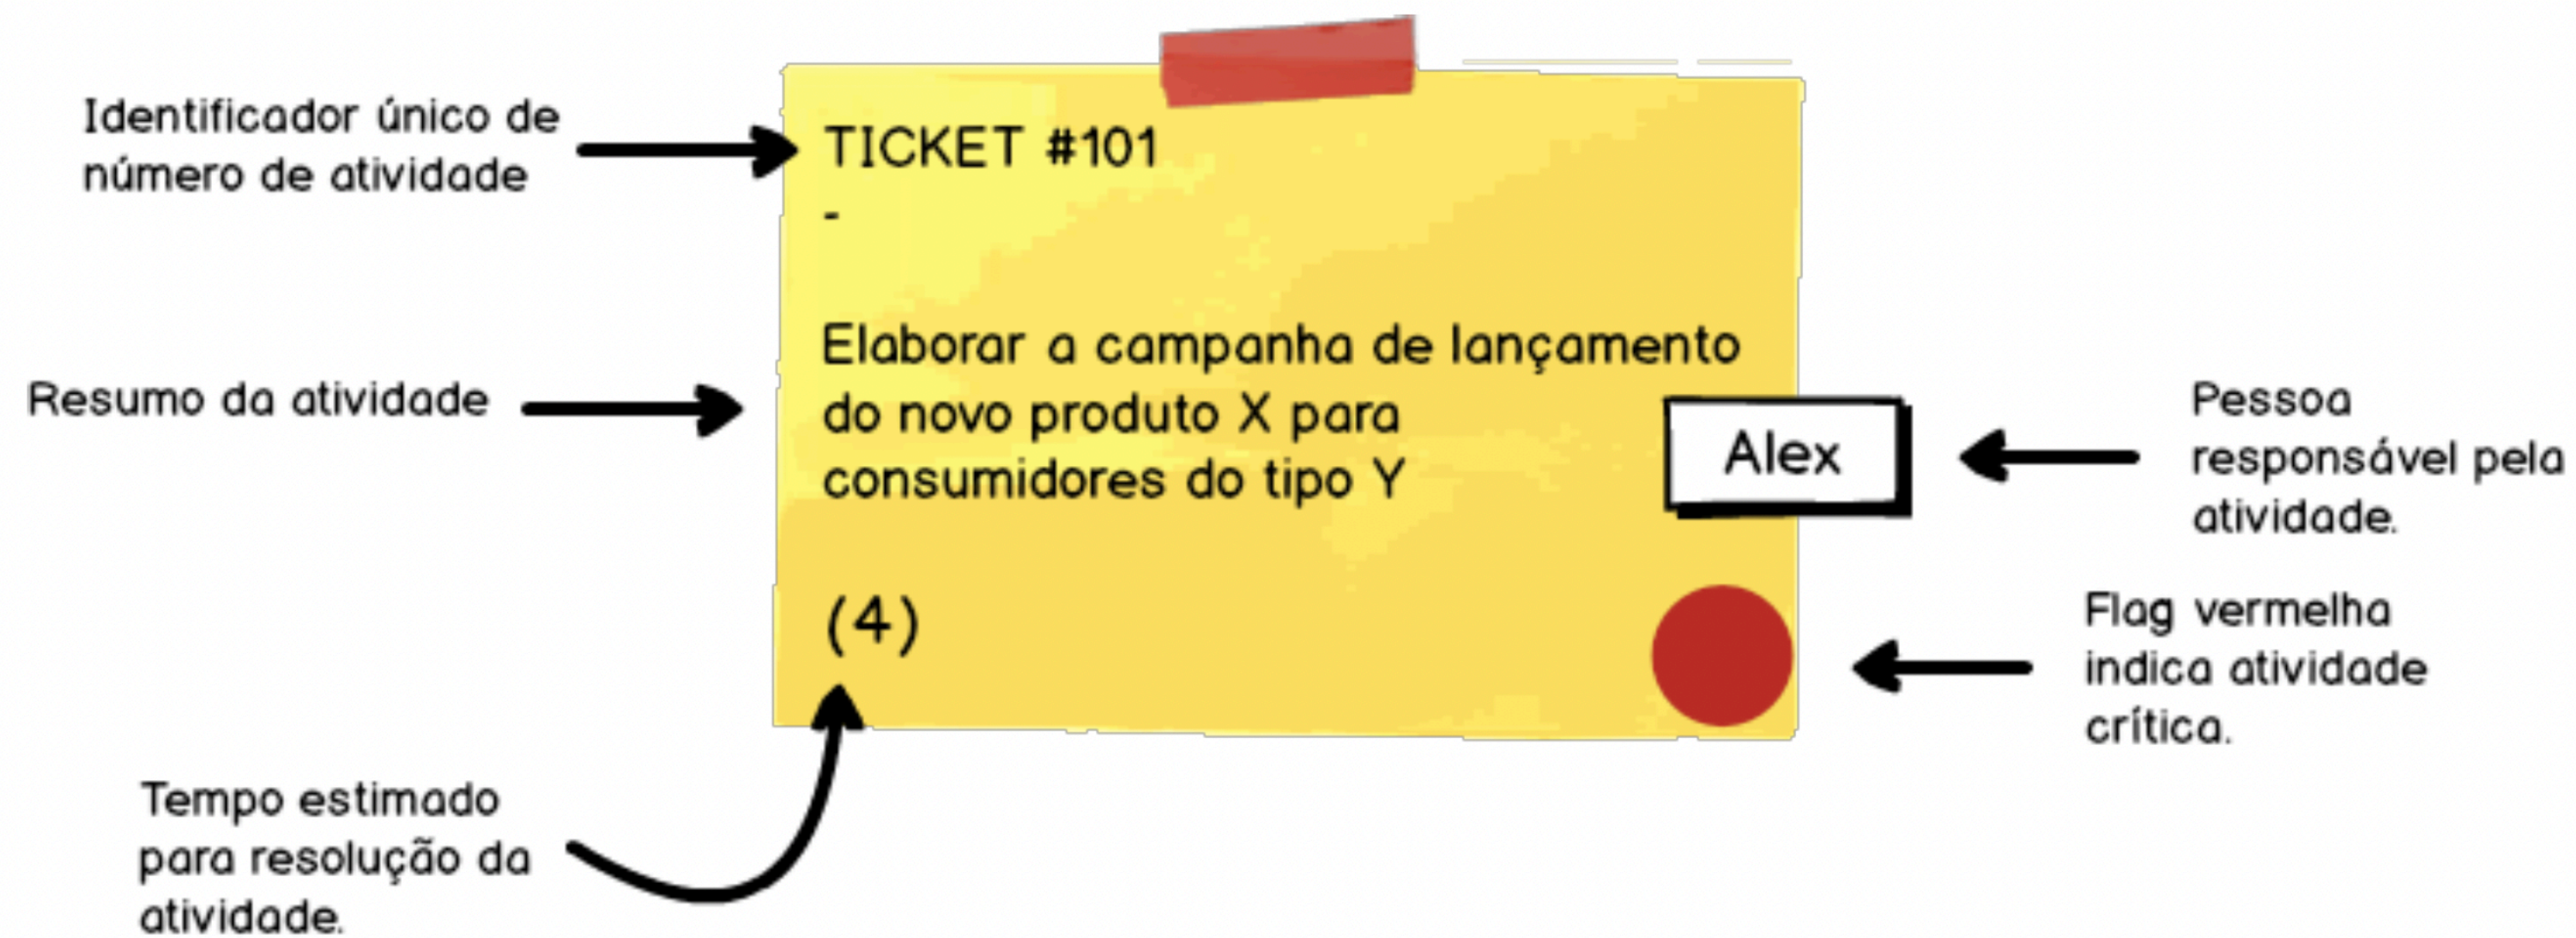 Identificador único de
número de atividade
TICKET #101
-
Resumo da atividade
Elaborar a campanha de lançamento
do novo produto X para
consumidores do tipo Y
Alex
Pessoa
responsável pela
atividade.
(4)
Flag vermelha
indica atividade
crítica.
Tempo estimado
para resolução da
atividade.